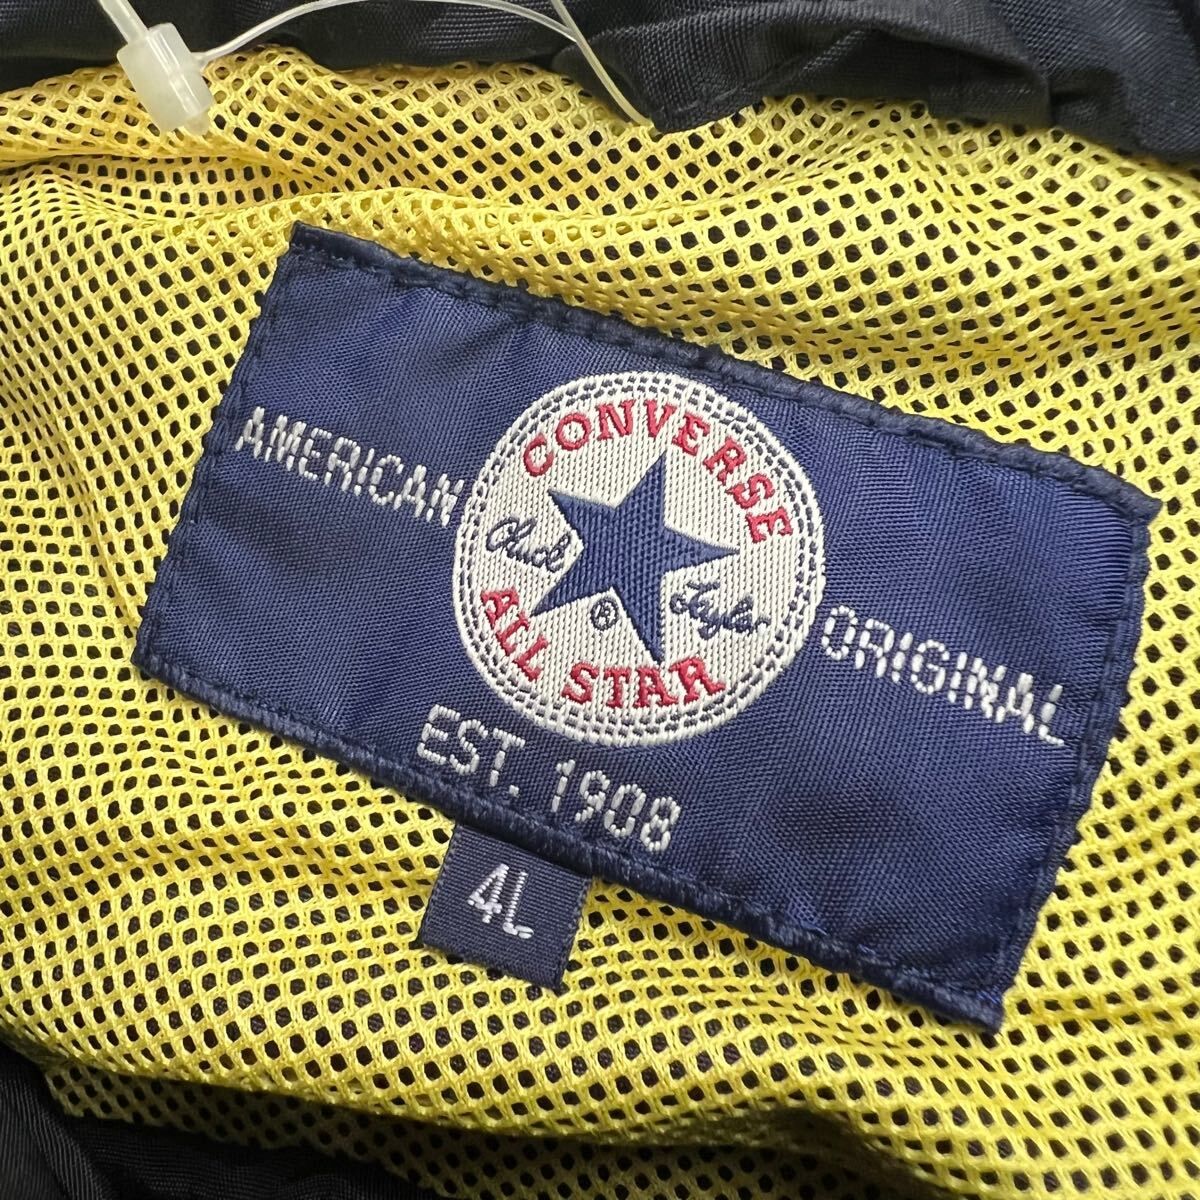 CONVERSE
AMERICAN
Chuck Taylor
ORIGINAL
®
ALL STAR
EST. 1908
4L